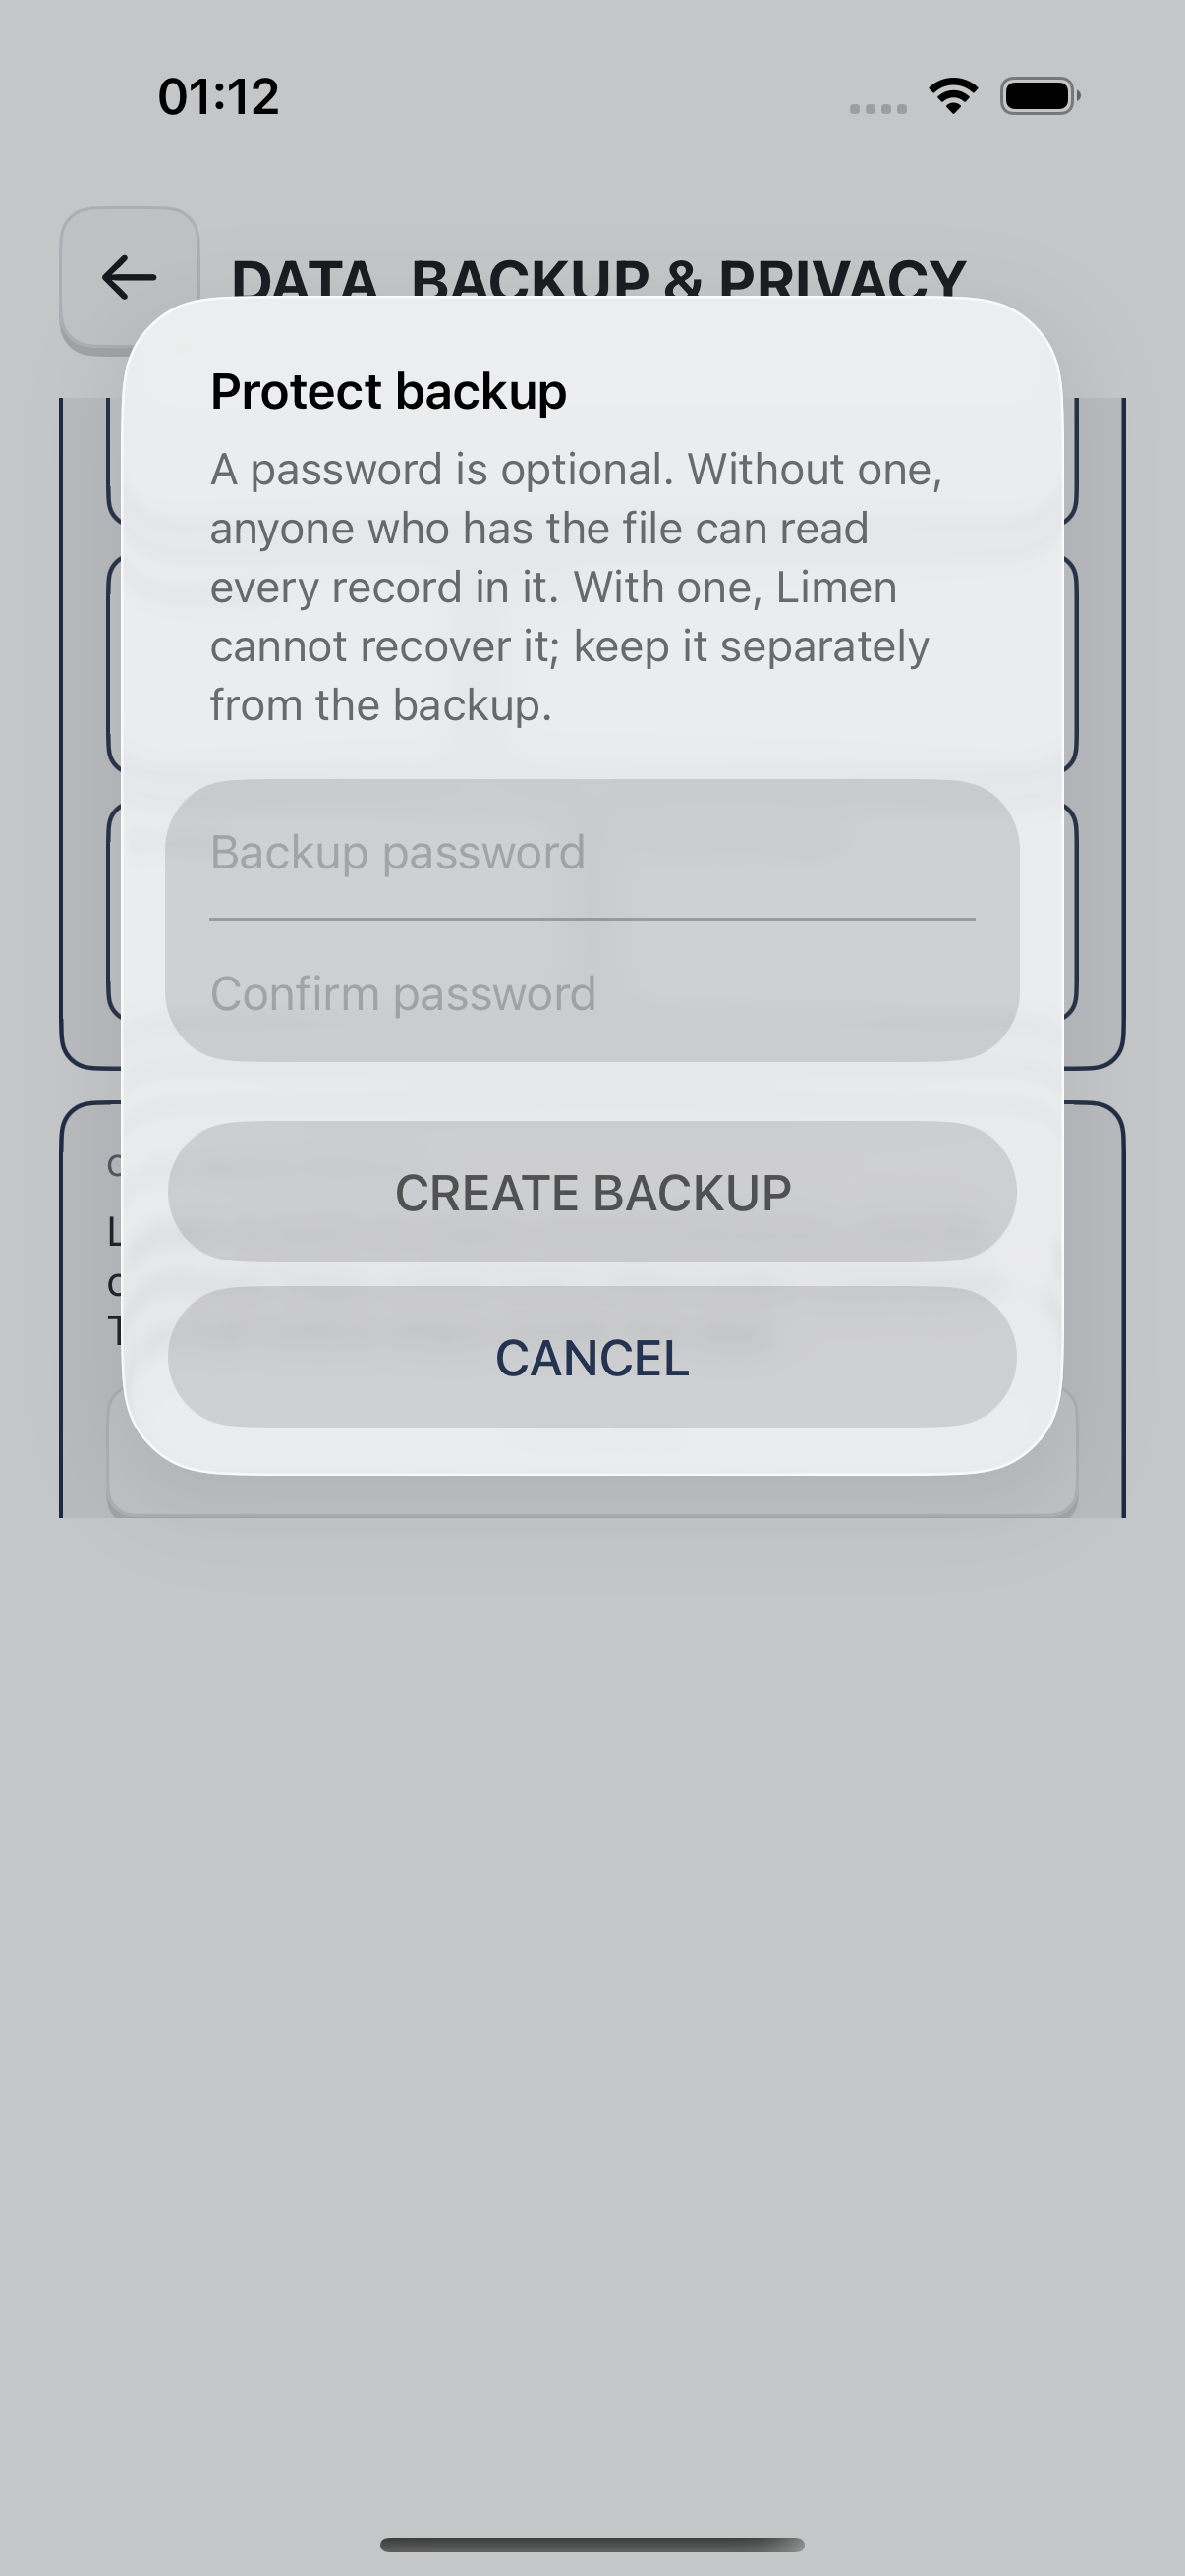 01:12
DATA, BACKUP & PRIVACY
Protect backup
A password is optional. Without one,
anyone who has the file can read
every record in it. With one, Limen
cannot recover it; keep it separately
from the backup.
Backup password
Confirm password
CREATE BACKUP
CANCEL